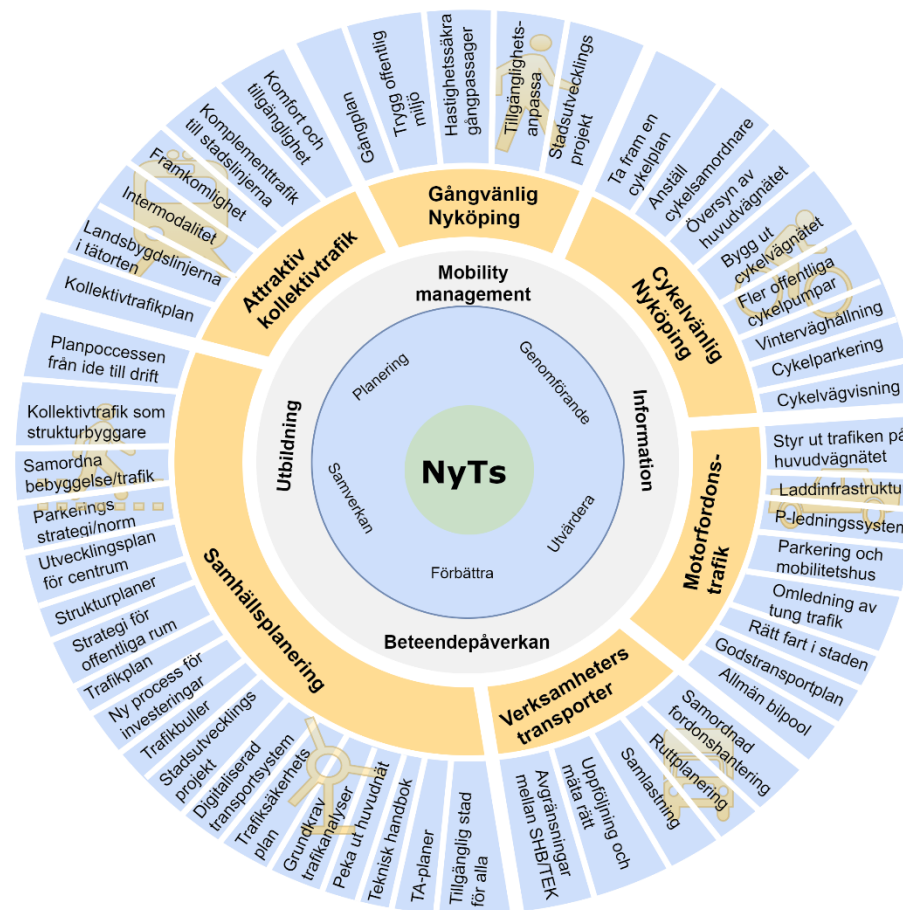 NyTs
Planering
Genomförande
Utvärdera
Förbättra
Samverkan
Mobility
management
Information
Beteendepåverkan
Utbildning
Gångvänlig
Nyköping
Gångplan
Trygg offentlig
miljö
Hastighetssäkra
gångpassager
Tillgänglighets-
anpassa
Stadsutvecklings
projekt
Cykelvänlig
Nyköping
Ta fram en
cykelplan
Anställ
cykelsamordnare
Översyn av
huvudvägnätet
Bygg ut
cykelvägnätet
Fler offentliga
cykelpumpar
Vinterväghållning
Cykelparkering
Cykelvägvisning
Motorfordons-
trafik
Styr ut trafiken på
huvudvägnätet
Laddinfrastruktur
P-ledningssystem
Parkering och
mobilitetshus
Omledning av
tung trafik
Rätt fart i staden
Godstransportplan
Allmän bilpool
Verksamheters
transporter
Samordnad
fordonshantering
Ruttplanering
Samlastning
Uppföljning och
mäta rätt
Avgränsningar
mellan SHB/TEK
Samhällsplanering
Tillgänglig stad
för alla
TA-planer
Teknisk handbok
Peka ut huvudnät
Grundkrav
trafikanalyser
Trafiksäkerhets
plan
Digitaliserad
transportsystem
Stadsutvecklings
projekt
Trafikbuller
Ny process för
investeringar
Trafikplan
Strategi för
offentliga rum
Strukturplaner
Utvecklingsplan
för centrum
Parkerings
strategi/norm
Samordna
bebyggelse/trafik
Kollektivtrafik som
strukturbyggare
Planpoccessen
från ide till drift
Attraktiv
kollektivtrafik
Kollektivtrafikplan
Landsbygdslinjerna
i tätorten
Intermodalitet
Framkomlighet
Komplementtrafik
till stadslinjerna
Komfort och
tillgänglighet